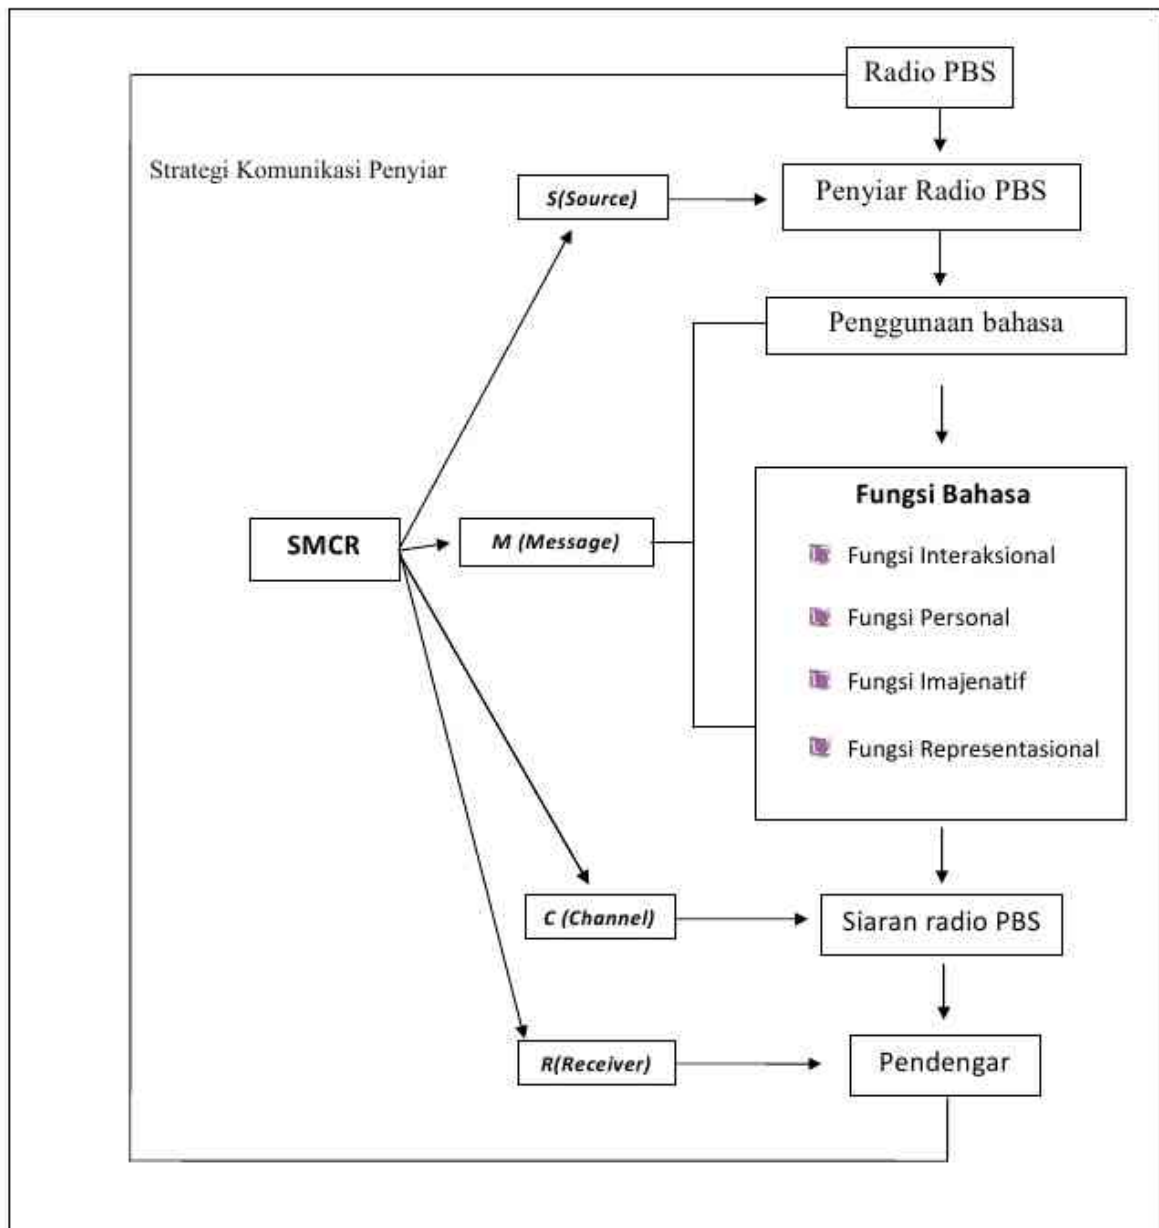 Radio PBS
Strategi Komunikasi Penyiar
S(Source)
Penyiar Radio PBS
Penggunaan bahasa
Fungsi Bahasa
SMCR
M (Message)
Fungsi Interaksional
Fungsi Personal
Fungsi Imajenatif
Fungsi Representasional
C (Channel)
Siaran radio PBS
R(Receiver)
Pendengar